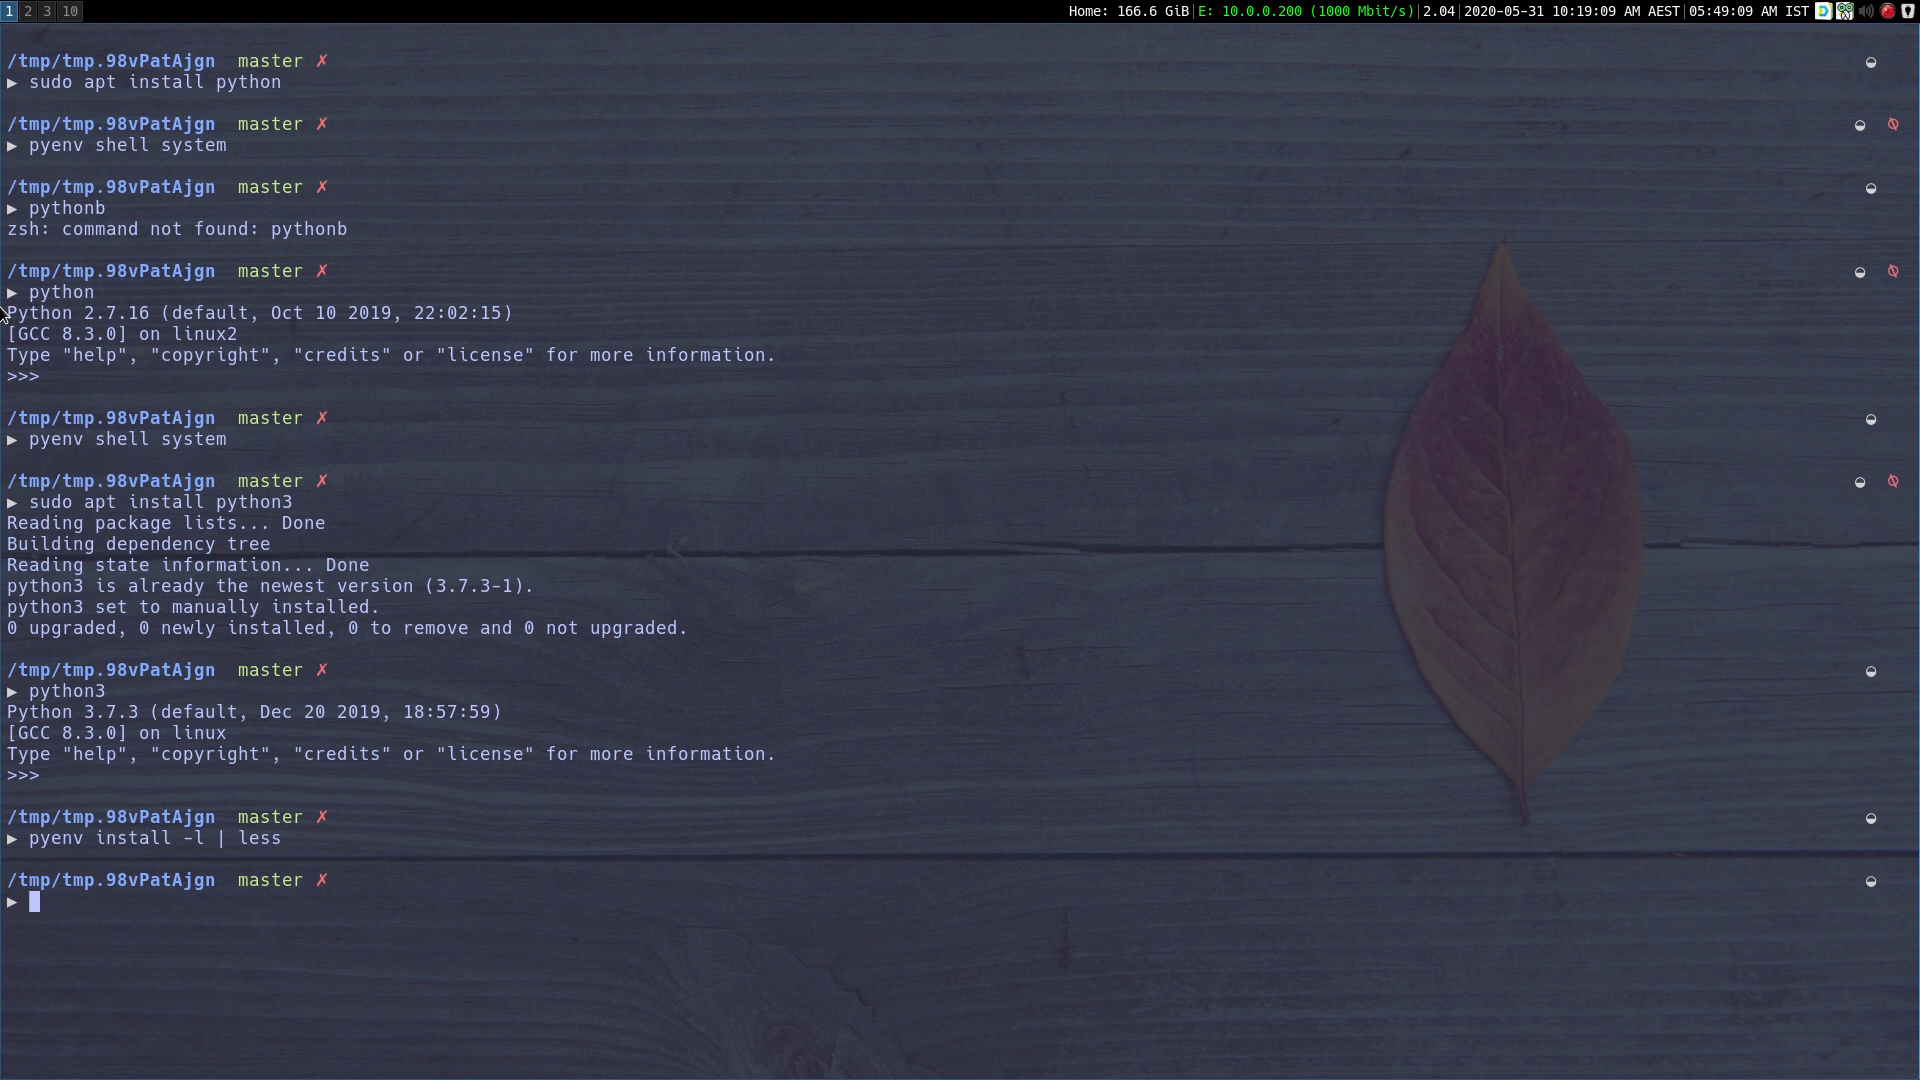 1 2 3 10 Home: 166.6 GiB|E: 10.0.0.200 (1000 Mbit/s)|2.04|2020-05-31 10:19:09 AM AEST|05:49:09 AM IST
/tmp/tmp.98vPatAjgn master ✗
▶ sudo apt install python
/tmp/tmp.98vPatAjgn master ✗
▶ pyenv shell system
/tmp/tmp.98vPatAjgn master ✗
▶ pythonb
zsh: command not found: pythonb
/tmp/tmp.98vPatAjgn master ✗
▶ python
Python 2.7.16 (default, Oct 10 2019, 22:02:15)
[GCC 8.3.0] on linux2
Type "help", "copyright", "credits" or "license" for more information.
>>>
/tmp/tmp.98vPatAjgn master ✗
▶ pyenv shell system
/tmp/tmp.98vPatAjgn master ✗
▶ sudo apt install python3
Reading package lists... Done
Building dependency tree
Reading state information... Done
python3 is already the newest version (3.7.3-1).
python3 set to manually installed.
0 upgraded, 0 newly installed, 0 to remove and 0 not upgraded.
/tmp/tmp.98vPatAjgn master ✗
▶ python3
Python 3.7.3 (default, Dec 20 2019, 18:57:59)
[GCC 8.3.0] on linux
Type "help", "copyright", "credits" or "license" for more information.
>>>
/tmp/tmp.98vPatAjgn master ✗
▶ pyenv install -l | less
/tmp/tmp.98vPatAjgn master ✗
▶